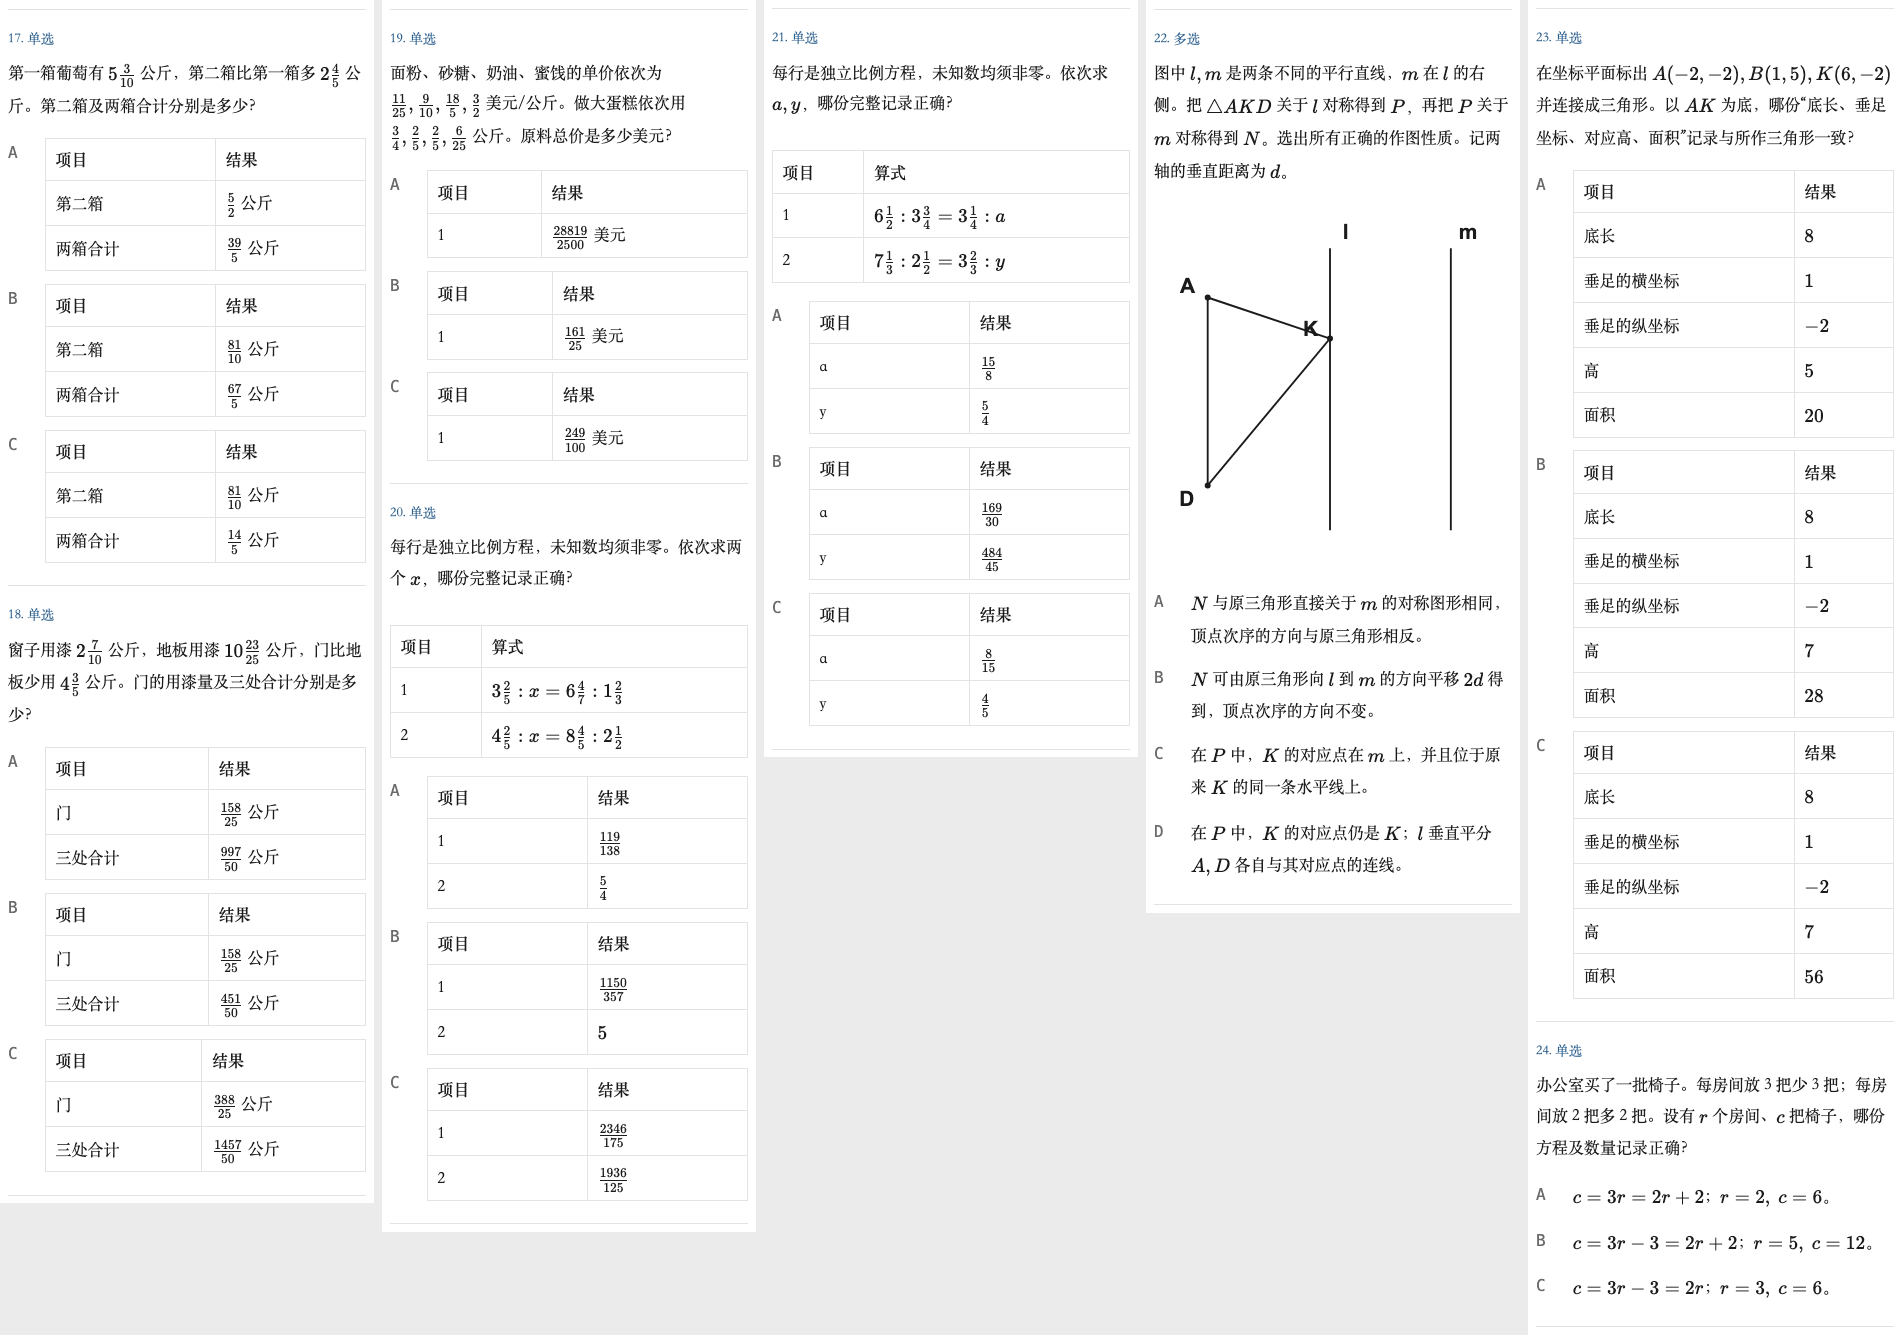 17. 单选
第一箱葡萄有 5 3/10 公斤，第二箱比第一箱多 2 4/5 公
斤。第二箱及两箱合计分别是多少?
A
项目 结果
第二箱 5/2 公斤
两箱合计 39/5 公斤
B
项目 结果
第二箱 81/10 公斤
两箱合计 67/5 公斤
C
项目 结果
第二箱 81/10 公斤
两箱合计 14/5 公斤
18. 单选
窗子用漆 2 7/10 公斤，地板用漆 10 23/25 公斤，门比地
板少用 4 3/5 公斤。门的用漆量及三处合计分别是多
少?
A
项目 结果
门 158/25 公斤
三处合计 997/50 公斤
B
项目 结果
门 158/25 公斤
三处合计 451/50 公斤
C
项目 结果
门 388/25 公斤
三处合计 1457/50 公斤
19. 单选
面粉、砂糖、奶油、蜜饯的单价依次为
11/25, 9/10, 18/5, 3/2 美元/公斤。做大蛋糕依次用
3/4, 2/5, 2/5, 6/25 公斤。原料总价是多少美元?
A
项目 结果
1 28819/2500 美元
B
项目 结果
1 161/25 美元
C
项目 结果
1 249/100 美元
20. 单选
每行是独立比例方程，未知数均须非零。依次求两
个 x，哪份完整记录正确?
项目 算式
1 3 2/5 : x = 6 4/7 : 1 2/3
2 4 2/5 : x = 8 4/5 : 2 1/2
A
项目 结果
1 119/138
2 5/4
B
项目 结果
1 1150/357
2 5
C
项目 结果
1 2346/175
2 1936/125
21. 单选
每行是独立比例方程，未知数均须非零。依次求
a, y，哪份完整记录正确?
项目 算式
1 6 1/2 : 3 3/4 = 3 1/4 : a
2 7 1/3 : 2 1/2 = 3 2/3 : y
A
项目 结果
a 15/8
y 5/4
B
项目 结果
a 169/30
y 484/45
C
项目 结果
a 8/15
y 4/5
22. 多选
图中 l, m 是两条不同的平行直线，m 在 l 的右
侧。把 △AKD 关于 l 对称得到 P，再把 P 关于
m 对称得到 N。选出所有正确的作图性质。记两
轴的垂直距离为 d。
l m
A
K
D
A N 与原三角形直接关于 m 的对称图形相同，
顶点次序的方向与原三角形相反。
B N 可由原三角形向 l 到 m 的方向平移 2d 得
到，顶点次序的方向不变。
C 在 P 中，K 的对应点在 m 上，并且位于原
来 K 的同一条水平线上。
D 在 P 中，K 的对应点仍是 K；l 垂直平分
A, D 各自与其对应点的连线。
23. 单选
在坐标平面标出 A(−2, −2), B(1, 5), K(6, −2)
并连接成三角形。以 AK 为底，哪份“底长、垂足
坐标、对应高、面积”记录与所作三角形一致?
A
项目 结果
底长 8
垂足的横坐标 1
垂足的纵坐标 −2
高 5
面积 20
B
项目 结果
底长 8
垂足的横坐标 1
垂足的纵坐标 −2
高 7
面积 28
C
项目 结果
底长 8
垂足的横坐标 1
垂足的纵坐标 −2
高 7
面积 56
24. 单选
办公室买了一批椅子。每房间放 3 把少 3 把；每房
间放 2 把多 2 把。设有 r 个房间、c 把椅子，哪份
方程及数量记录正确?
A c = 3r = 2r + 2；r = 2, c = 6。
B c = 3r − 3 = 2r + 2；r = 5, c = 12。
C c = 3r − 3 = 2r；r = 3, c = 6。